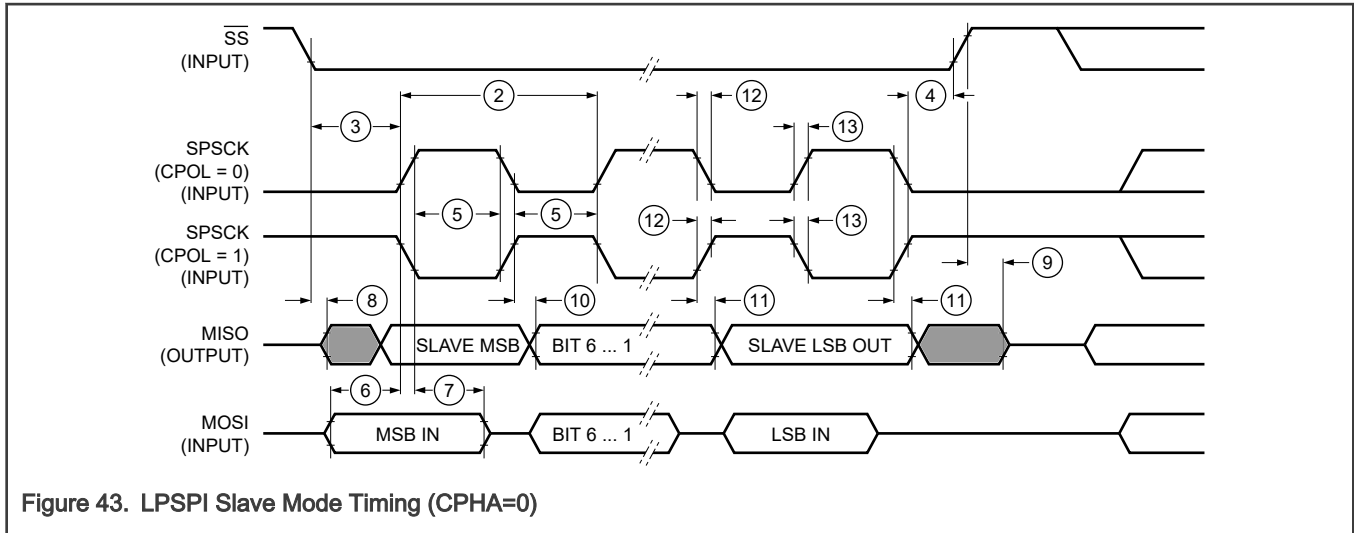 SS
(INPUT)
2
12
4
3
13
SPSCK
(CPOL = 0)
(INPUT)
5
5
12
13
SPSCK
(CPOL = 1)
(INPUT)
9
8
10
11
11
MISO
(OUTPUT)
SLAVE MSB
BIT 6 ... 1
SLAVE LSB OUT
6
7
MOSI
(INPUT)
MSB IN
BIT 6 ... 1
LSB IN
Figure 43. LPSPI Slave Mode Timing (CPHA=0)